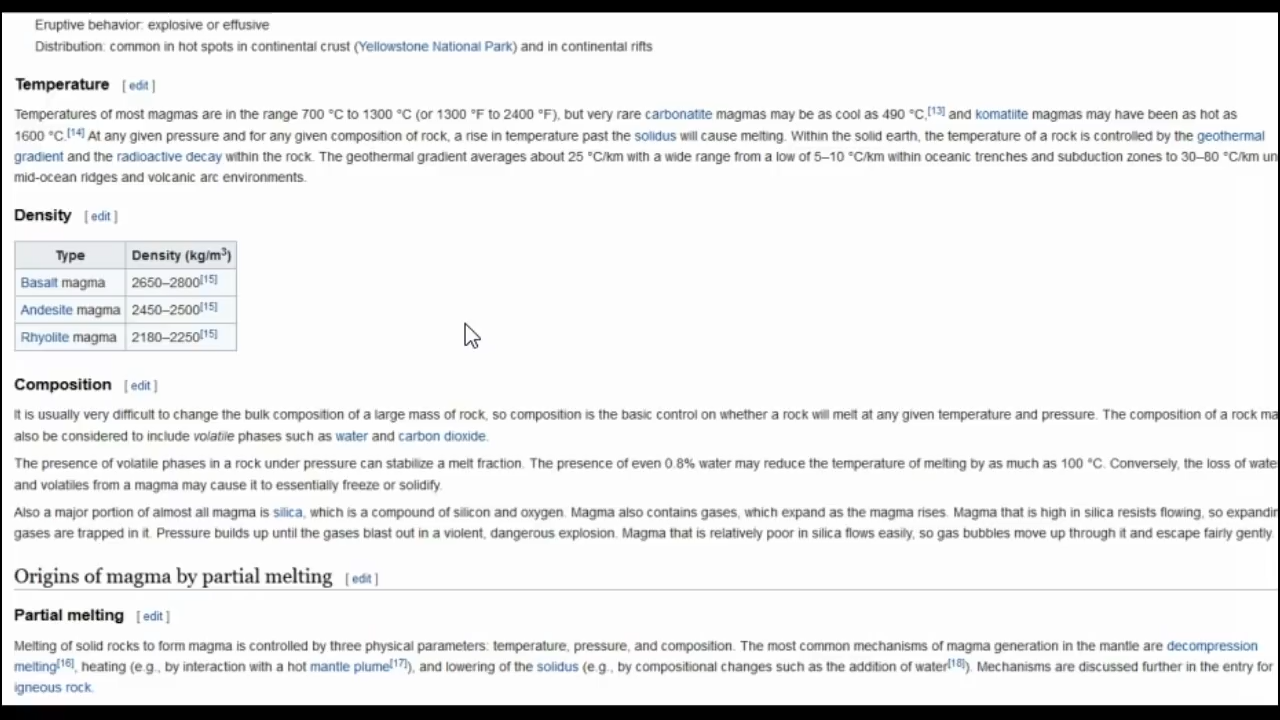 Eruptive behavior: explosive or effusive
Distribution: common in hot spots in continental crust (Yellowstone National Park) and in continental rifts
Temperature [ edit ]
Temperatures of most magmas are in the range 700 °C to 1300 °C (or 1300 °F to 2400 °F), but very rare carbonatite magmas may be as cool as 490 °C,[13] and komatiite magmas may have been as hot as
1600 °C.[14] At any given pressure and for any given composition of rock, a rise in temperature past the solidus will cause melting. Within the solid earth, the temperature of a rock is controlled by the geothermal
gradient and the radioactive decay within the rock. The geothermal gradient averages about 25 °C/km with a wide range from a low of 5–10 °C/km within oceanic trenches and subduction zones to 30–80 °C/km un
mid-ocean ridges and volcanic arc environments.
Density [ edit ]
Type Density (kg/m³)
Basalt magma 2650–2800[15]
Andesite magma 2450–2500[15]
Rhyolite magma 2180–2250[15]
Composition [ edit ]
It is usually very difficult to change the bulk composition of a large mass of rock, so composition is the basic control on whether a rock will melt at any given temperature and pressure. The composition of a rock ma
also be considered to include volatile phases such as water and carbon dioxide.
The presence of volatile phases in a rock under pressure can stabilize a melt fraction. The presence of even 0.8% water may reduce the temperature of melting by as much as 100 °C. Conversely, the loss of wate
and volatiles from a magma may cause it to essentially freeze or solidify.
Also a major portion of almost all magma is silica, which is a compound of silicon and oxygen. Magma also contains gases, which expand as the magma rises. Magma that is high in silica resists flowing, so expandin
gases are trapped in it. Pressure builds up until the gases blast out in a violent, dangerous explosion. Magma that is relatively poor in silica flows easily, so gas bubbles move up through it and escape fairly gently.
Origins of magma by partial melting [ edit ]
Partial melting [ edit ]
Melting of solid rocks to form magma is controlled by three physical parameters: temperature, pressure, and composition. The most common mechanisms of magma generation in the mantle are decompression
melting[16], heating (e.g., by interaction with a hot mantle plume[17]), and lowering of the solidus (e.g., by compositional changes such as the addition of water[18]). Mechanisms are discussed further in the entry for
igneous rock.